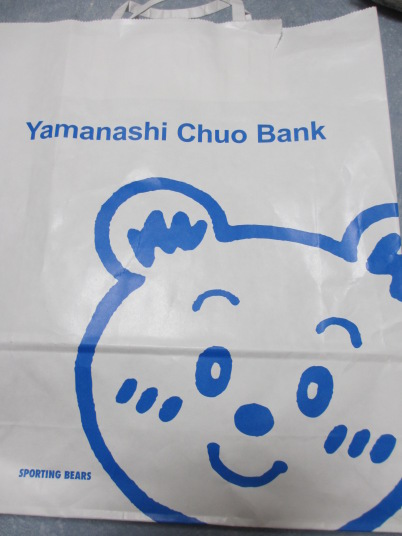 Yamanashi Chuo Bank
SPORTING BEARS